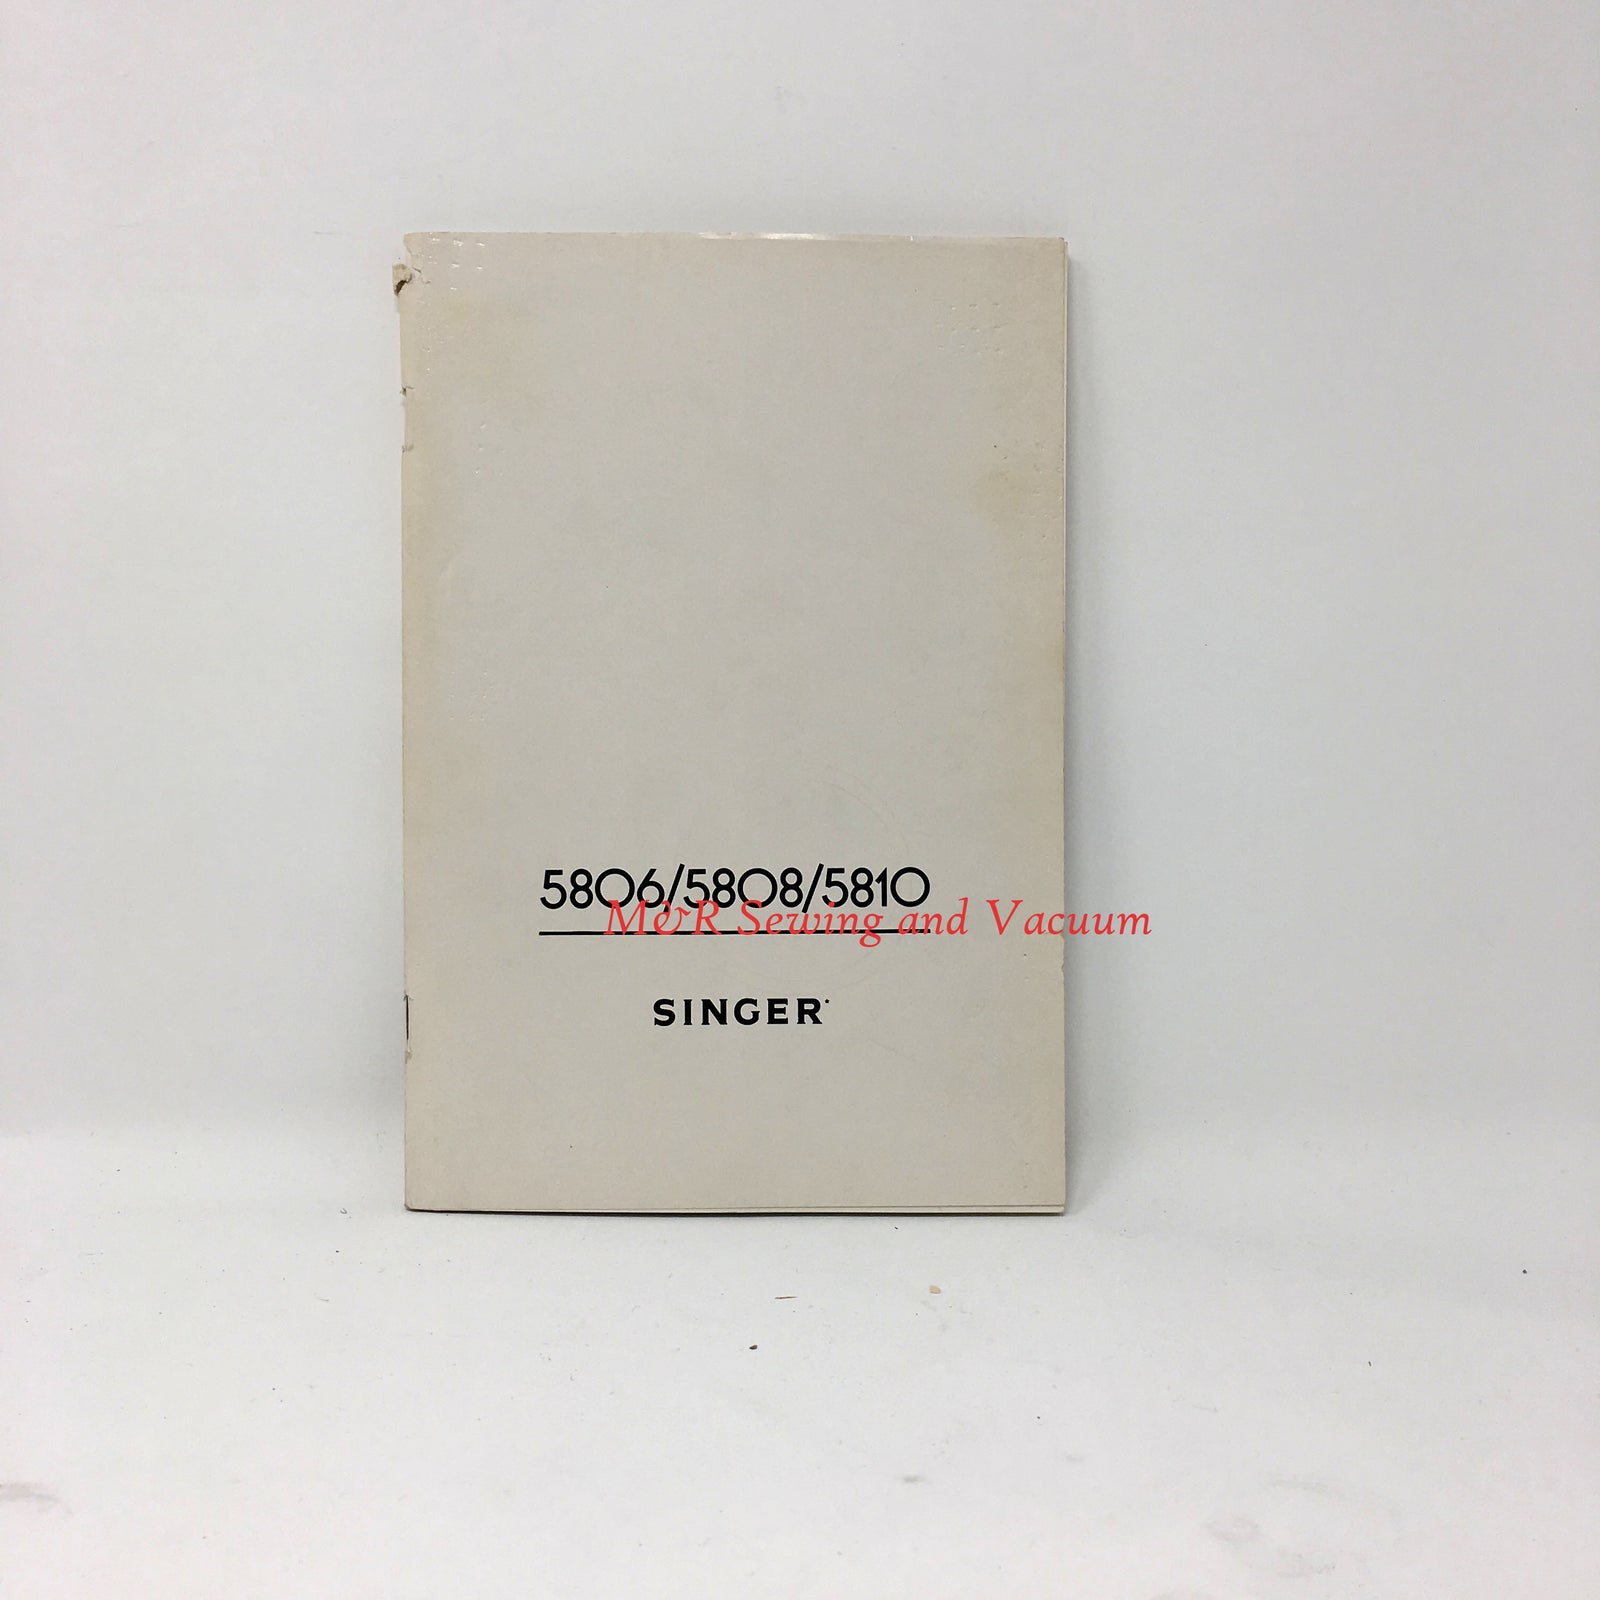 5806/5808/5810
M&R Sewing and Vacuum
SINGER